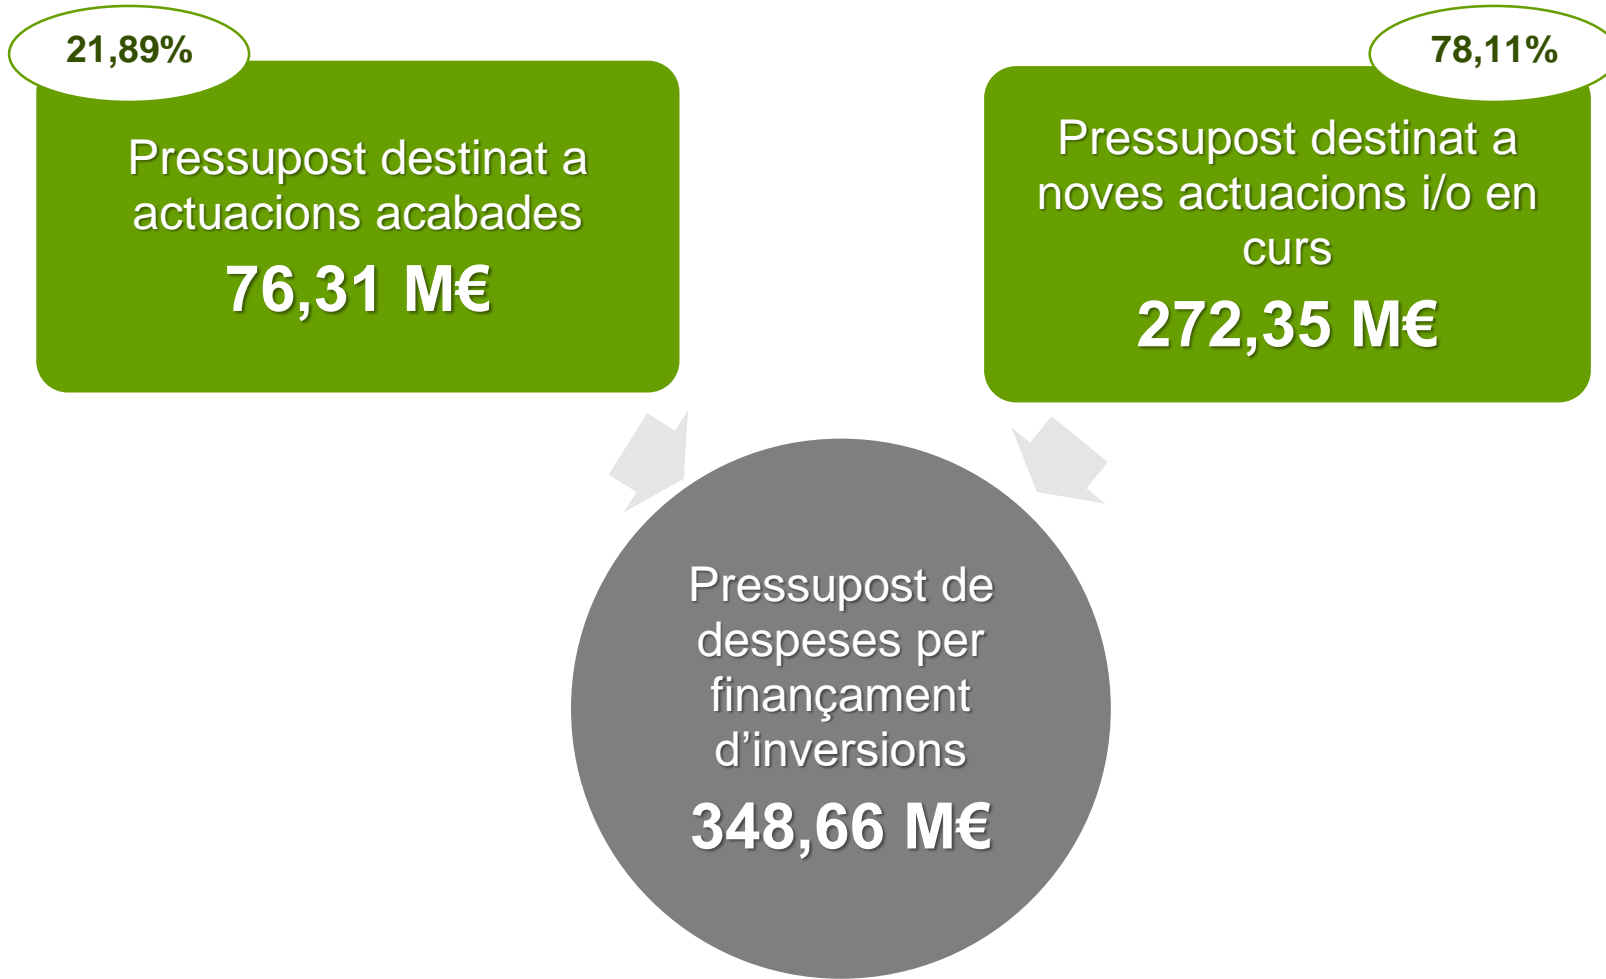 21,89%
Pressupost destinat a
actuacions acabades
76,31 M€
78,11%
Pressupost destinat a
noves actuacions i/o en
curs
272,35 M€
Pressupost de
despeses per
finançament
d’inversions
348,66 M€